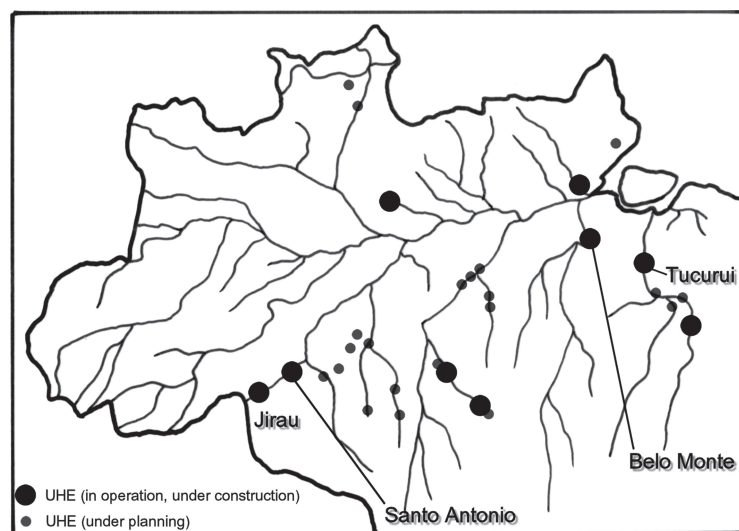 Tucurui
Jirau
Belo Monte
UHE (in operation, under construction)
Santo Antonio
UHE (under planning)